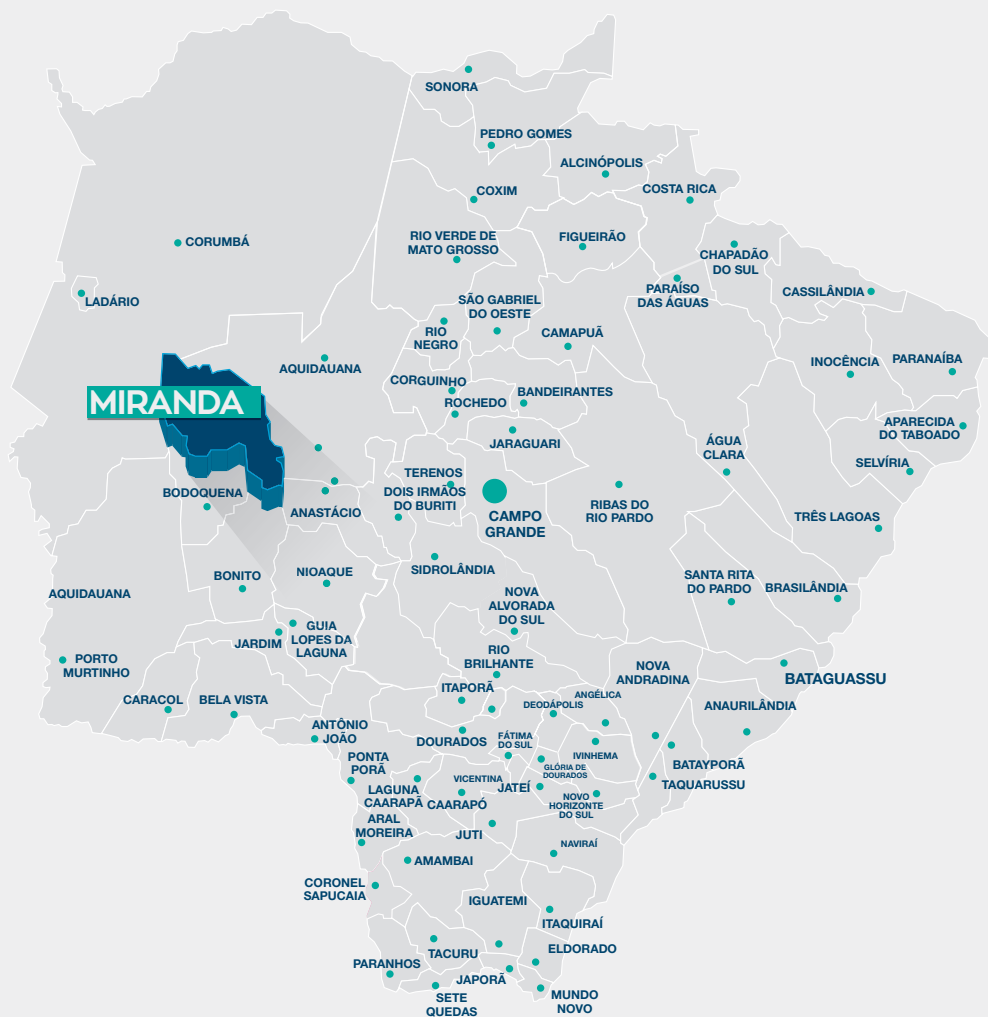 SONORA
PEDRO GOMES
ALCINÓPOLIS
COSTA RICA
COXIM
CORUMBÁ
RIO VERDE DE
MATO GROSSO
FIGUEIRÃO
CHAPADÃO
DO SUL
LADÁRIO
PARAÍSO
DAS ÁGUAS
CASSILÂNDIA
SÃO GABRIEL
DO OESTE
RIO
NEGRO
CAMAPUÃ
AQUIDAUANA
INOCÊNCIA
PARANAÍBA
CORGUINHO
BANDEIRANTES
MIRANDA
ROCHEDO
JARAGUARI
ÁGUA
CLARA
APARECIDA
DO TABOADO
SELVÍRIA
TERENOS
BODOQUENA
DOIS IRMÃOS
DO BURITI
ANASTÁCIO
CAMPO
GRANDE
RIBAS DO
RIO PARDO
TRÊS LAGOAS
SIDROLÂNDIA
BONITO
NIOAQUE
SANTA RITA
DO PARDO
BRASILÂNDIA
AQUIDAUANA
NOVA
ALVORADA
DO SUL
JARDIM
GUIA
LOPES DA
LAGUNA
PORTO
MURTINHO
RIO
BRILHANTE
NOVA
ANDRADINA
BATAGUASSU
CARACOL
BELA VISTA
ITAPORÃ
ANGÉLICA
DEODÁPOLIS
ANAURILÂNDIA
ANTÔNIO
JOÃO
DOURADOS
FÁTIMA
DO SUL
IVINHEMA
BATAYPORÃ
PONTA
PORÃ
GLÓRIA DE
DOURADOS
TAQUARUSSU
LAGUNA
CAARAPÃ
VICENTINA
CAARAPÓ
JATEÍ
NOVO
HORIZONTE
DO SUL
ARAL
MOREIRA
JUTI
NAVIRAÍ
AMAMBAI
CORONEL
SAPUCAIA
IGUATEMI
ITAQUIRAÍ
TACURU
ELDORADO
PARANHOS
JAPORÃ
SETE
QUEDAS
MUNDO
NOVO